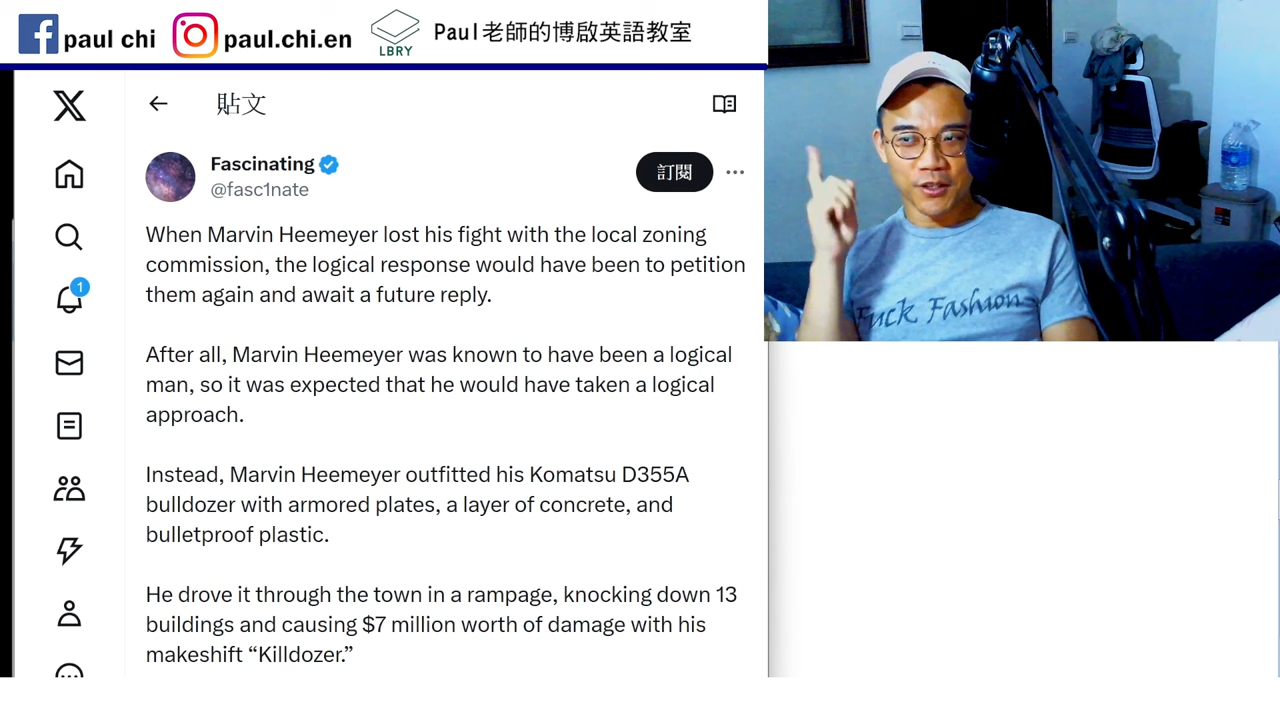 paul chi
paul.chi.en
LBRY
Paul老師的博啟英語教室
貼文
Fascinating
@fasc1nate
訂閱
1
When Marvin Heemeyer lost his fight with the local zoning
commission, the logical response would have been to petition
them again and await a future reply.
After all, Marvin Heemeyer was known to have been a logical
man, so it was expected that he would have taken a logical
approach.
Instead, Marvin Heemeyer outfitted his Komatsu D355A
bulldozer with armored plates, a layer of concrete, and
bulletproof plastic.
He drove it through the town in a rampage, knocking down 13
buildings and causing $7 million worth of damage with his
makeshift “Killdozer.”
Fuck Fashion